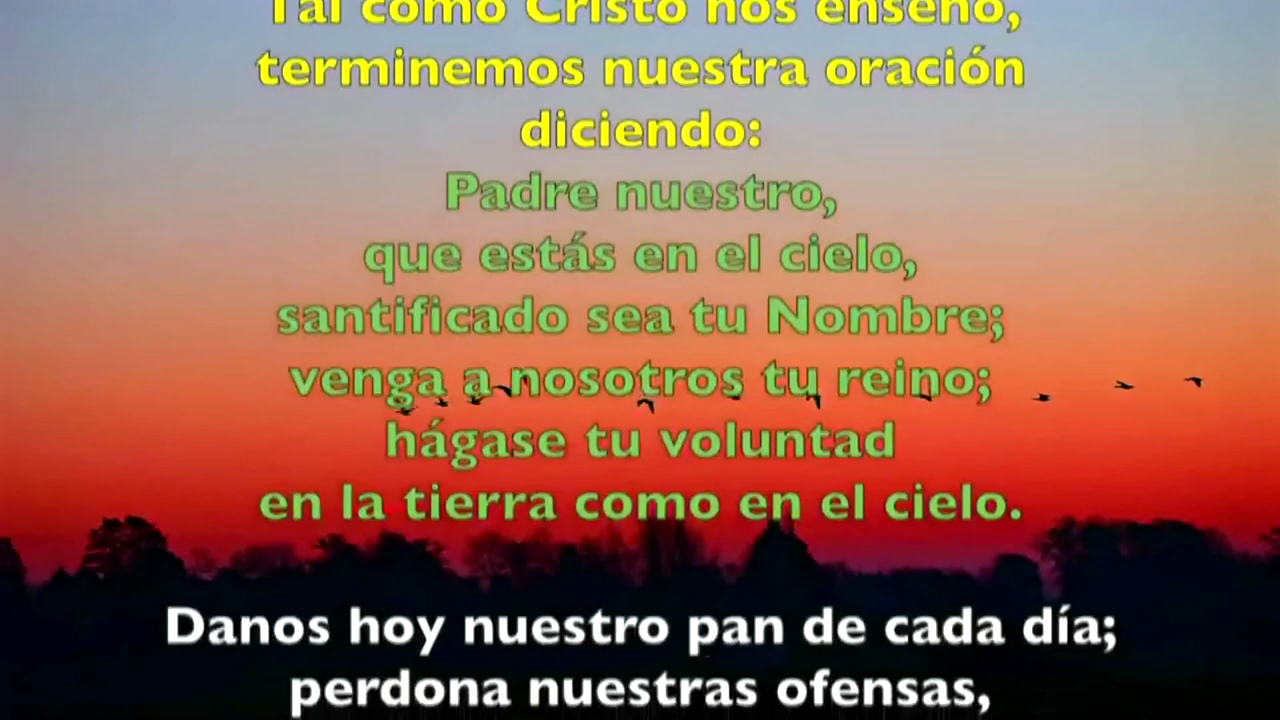 Tal como Cristo nos enseñó,
terminemos nuestra oración
diciendo:
Padre nuestro,
que estás en el cielo,
santificado sea tu Nombre;
venga a nosotros tu reino;
hágase tu voluntad
en la tierra como en el cielo.
Danos hoy nuestro pan de cada día;
perdona nuestras ofensas,